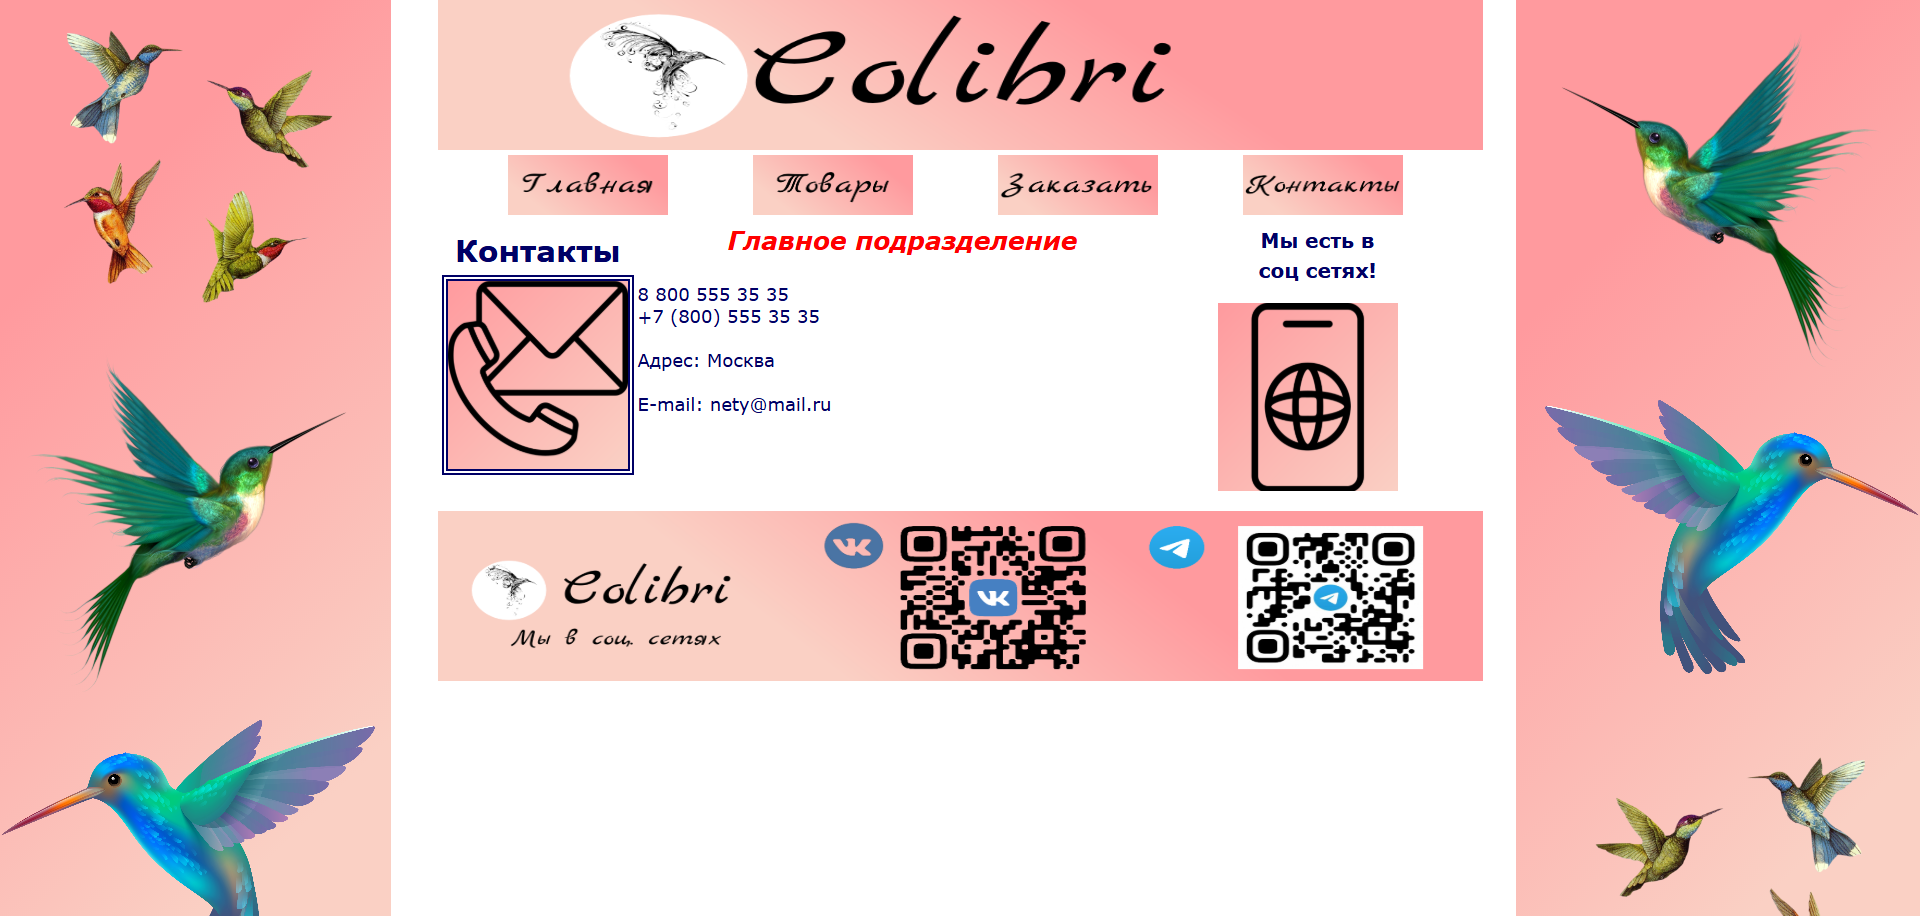 Colibri
Главная
Товары
Заказать
Контакты
Контакты
Главное подразделение
8 800 555 35 35
+7 (800) 555 35 35
Адрес: Москва
E-mail: nety@mail.ru
Мы есть в
соц сетях!
Colibri
Мы в соц. сетях